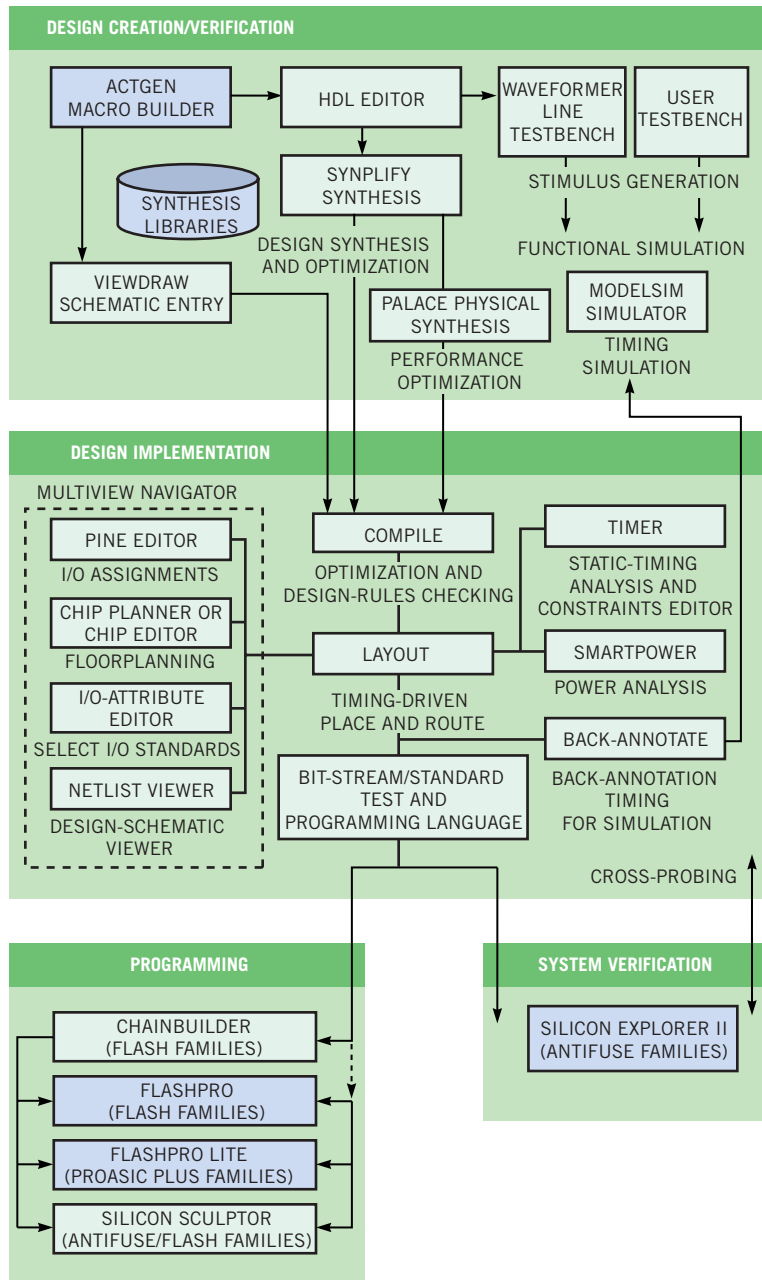 DESIGN CREATION/VERIFICATION
ACTGEN
MACRO BUILDER
HDL EDITOR
WAVEFORMER
LINE
TESTBENCH
USER
TESTBENCH
STIMULUS GENERATION
SYNPLIFY
SYNTHESIS
SYNTHESIS
LIBRARIES
DESIGN SYNTHESIS
AND OPTIMIZATION
FUNCTIONAL SIMULATION
VIEWDRAW
SCHEMATIC ENTRY
PALACE PHYSICAL
SYNTHESIS
MODELSIM
SIMULATOR
PERFORMANCE
OPTIMIZATION
TIMING
SIMULATION
DESIGN IMPLEMENTATION
MULTIVIEW NAVIGATOR
PINE EDITOR
I/O ASSIGNMENTS
CHIP PLANNER OR
CHIP EDITOR
FLOORPLANNING
I/O-ATTRIBUTE
EDITOR
SELECT I/O STANDARDS
NETLIST VIEWER
DESIGN-SCHEMATIC
VIEWER
COMPILE
OPTIMIZATION AND
DESIGN-RULES CHECKING
LAYOUT
TIMING-DRIVEN
PLACE AND ROUTE
BIT-STREAM/STANDARD
TEST AND
PROGRAMMING LANGUAGE
TIMER
STATIC-TIMING
ANALYSIS AND
CONSTRAINTS EDITOR
SMARTPOWER
POWER ANALYSIS
BACK-ANNOTATE
BACK-ANNOTATION
TIMING
FOR SIMULATION
CROSS-PROBING
PROGRAMMING
CHAINBUILDER
(FLASH FAMILIES)
FLASHPRO
(FLASH FAMILIES)
FLASHPRO LITE
(PROASIC PLUS FAMILIES)
SILICON SCULPTOR
(ANTIFUSE/FLASH FAMILIES)
SYSTEM VERIFICATION
SILICON EXPLORER II
(ANTIFUSE FAMILIES)